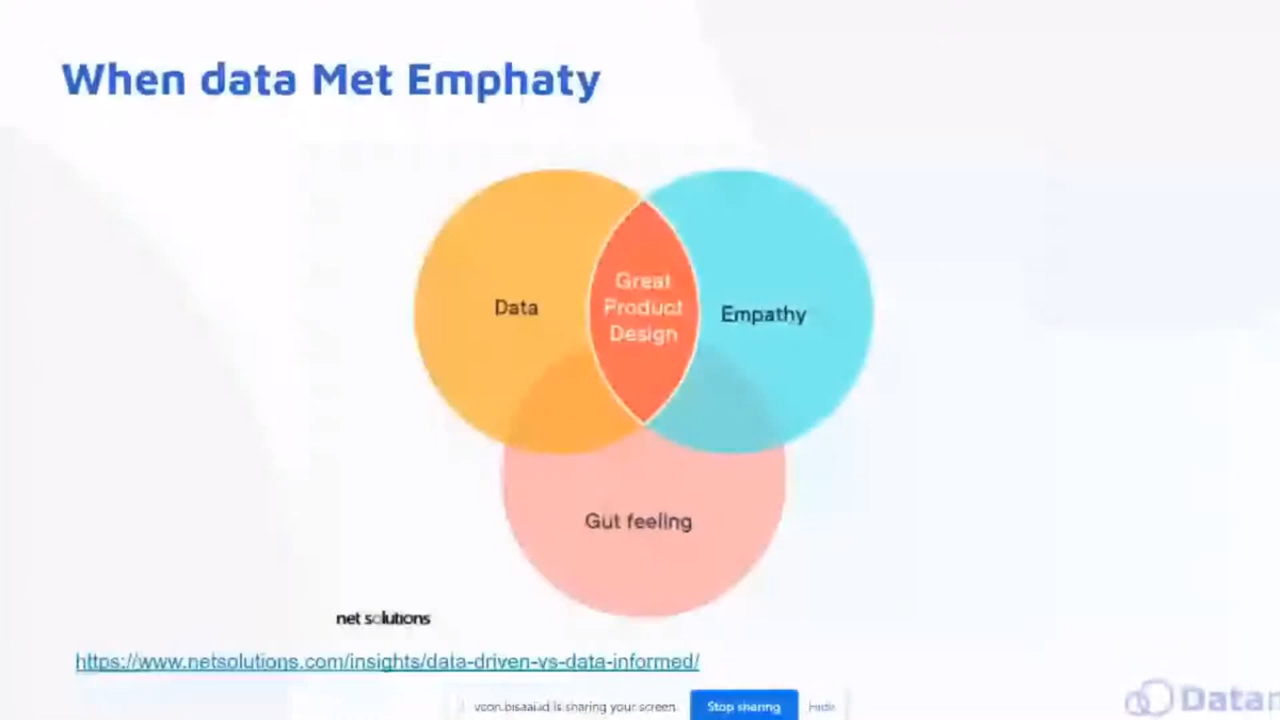 When data Met Emphaty
Great
Product
Design
Data
Empathy
Gut feeling
net solutions
https://www.netsolutions.com/insights/data-driven-vs-data-informed/
is sharing your screen.
Stop sharing
Hide
Datan